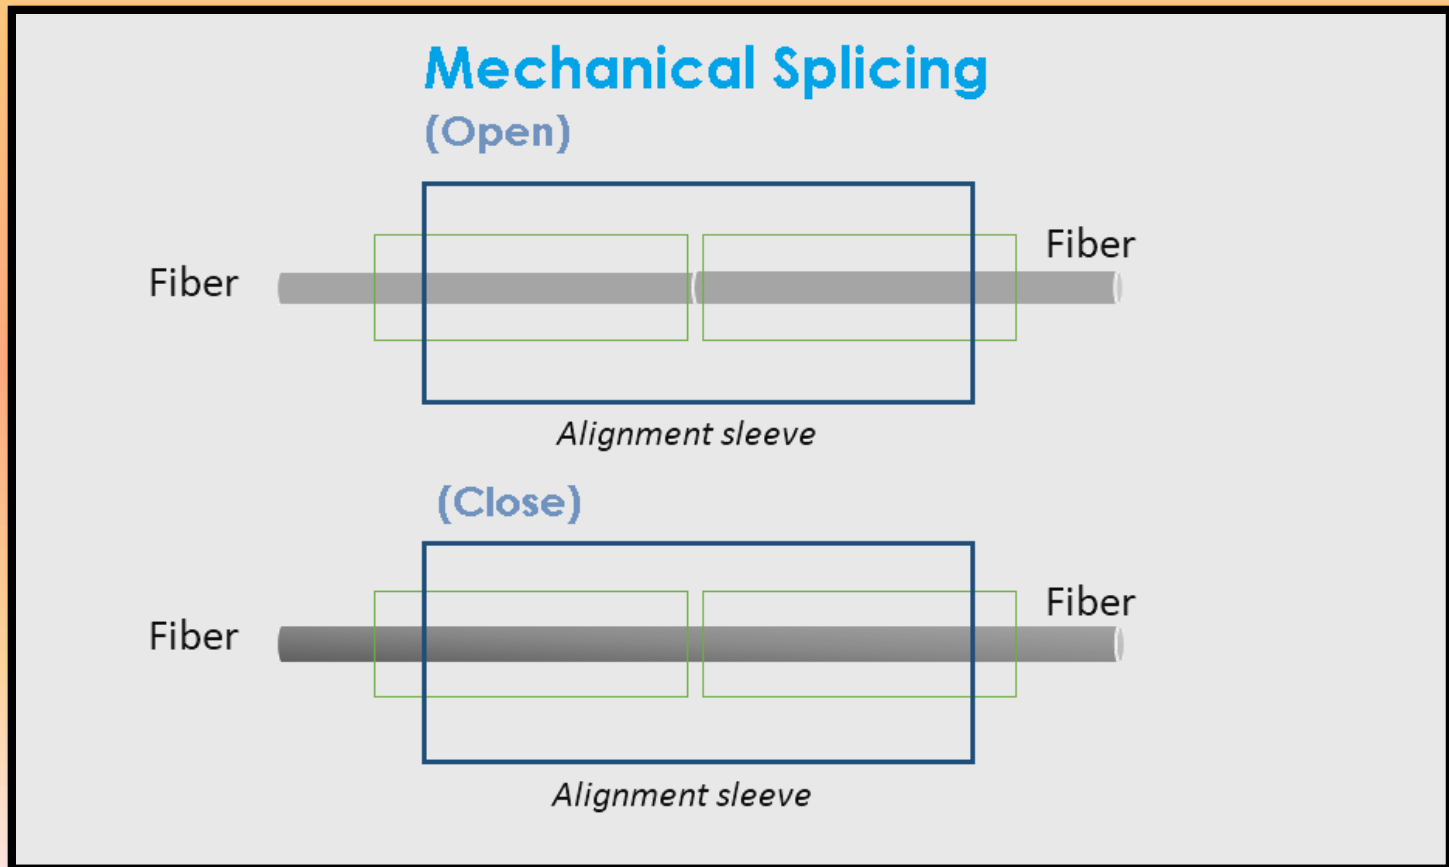 Mechanical Splicing
(Open)
Fiber
Fiber
Alignment sleeve
(Close)
Fiber
Fiber
Alignment sleeve